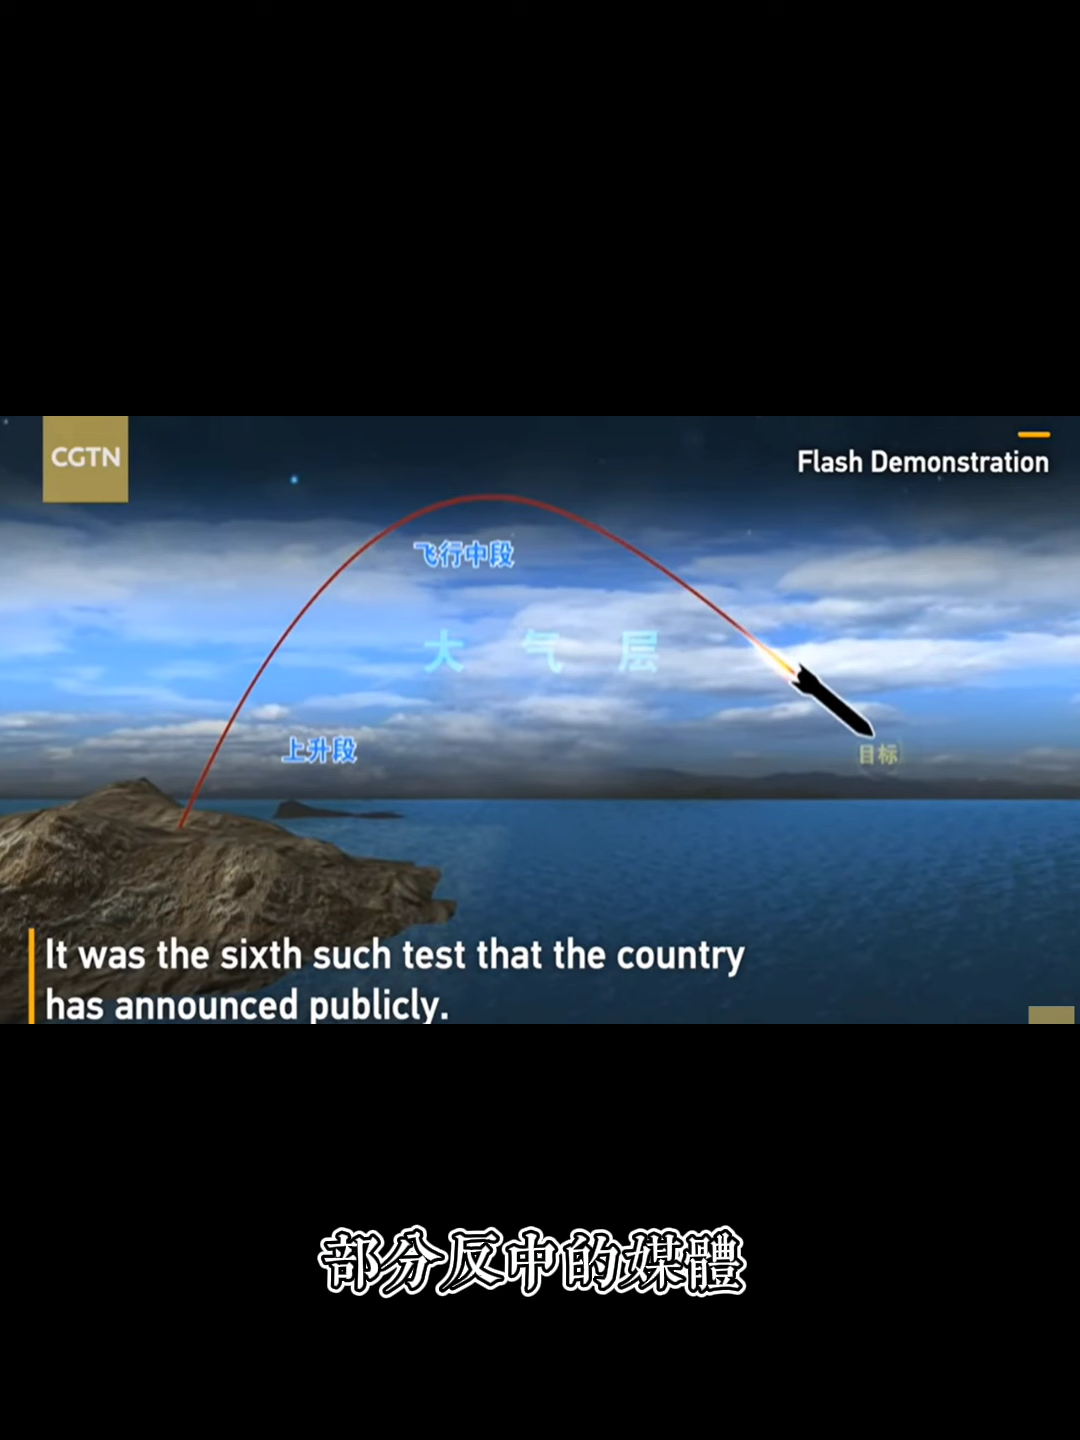 CGTN
Flash Demonstration
飞行中段
大气层
上升段
目标
It was the sixth such test that the country
has announced publicly.
部分反中的媒體